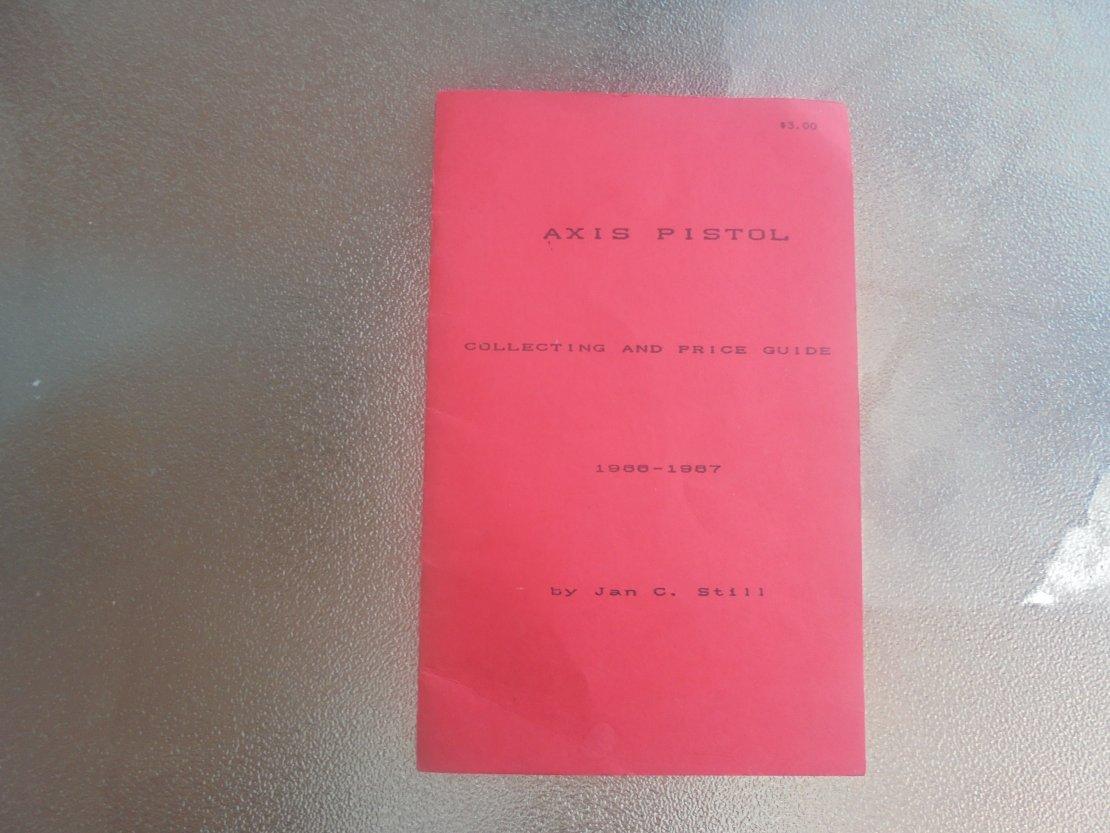 $3.00
AXIS PISTOL
COLLECTING AND PRICE GUIDE
1986-1987
by Jan C. Still